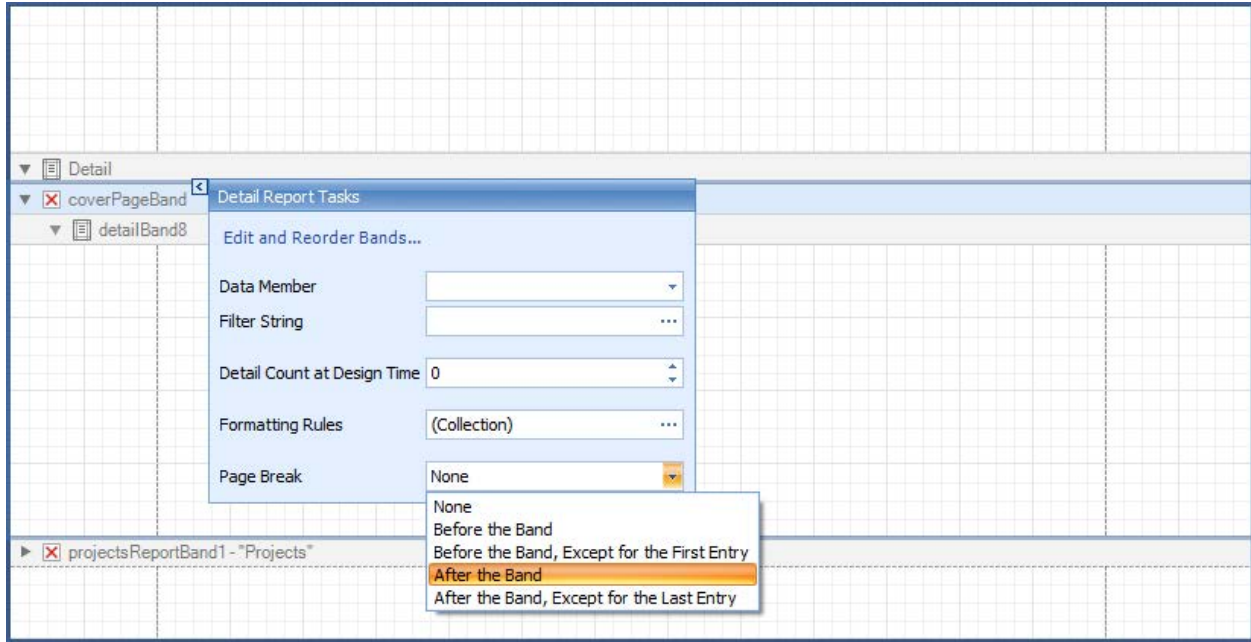 Detail
coverPageBand
Detail Report Tasks
detailBand8
Edit and Reorder Bands...
Data Member
Filter String
Detail Count at Design Time 0
Formatting Rules (Collection)
Page Break None
None
Before the Band
Before the Band, Except for the First Entry
projectsReportBand1 - "Projects"
After the Band
After the Band, Except for the Last Entry